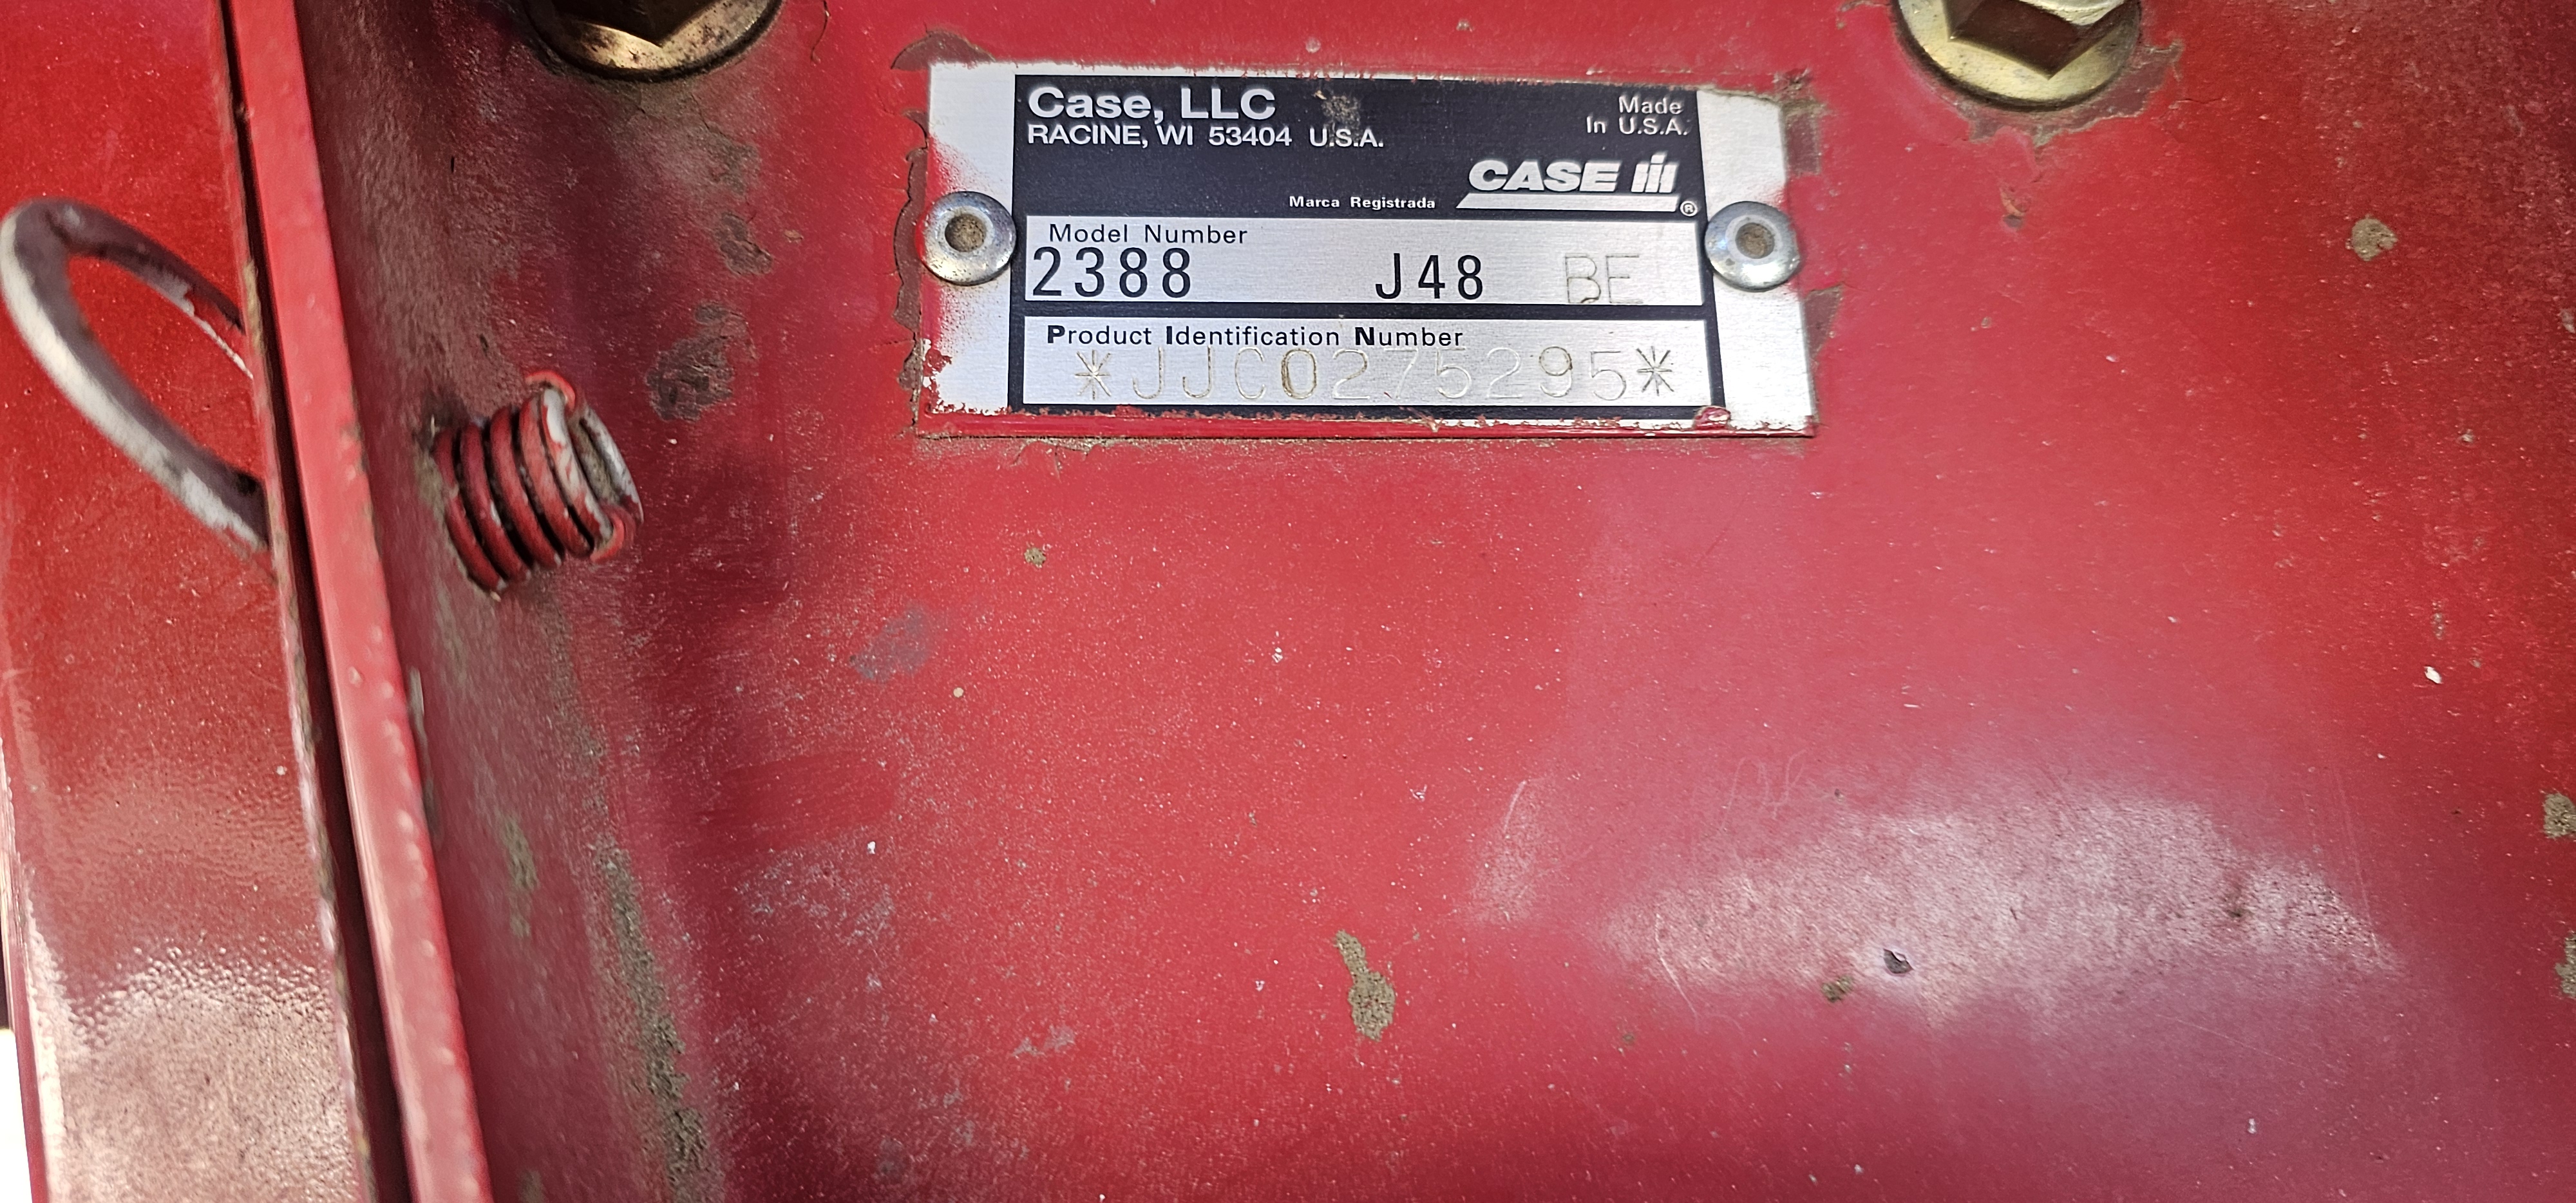 Case, LLC
RACINE, WI 53404 U.S.A.
Made
In U.S.A.
CASE IH
Marca Registrada ®
Model Number
2388 J48 BE
Product Identification Number
*JJC0275295*